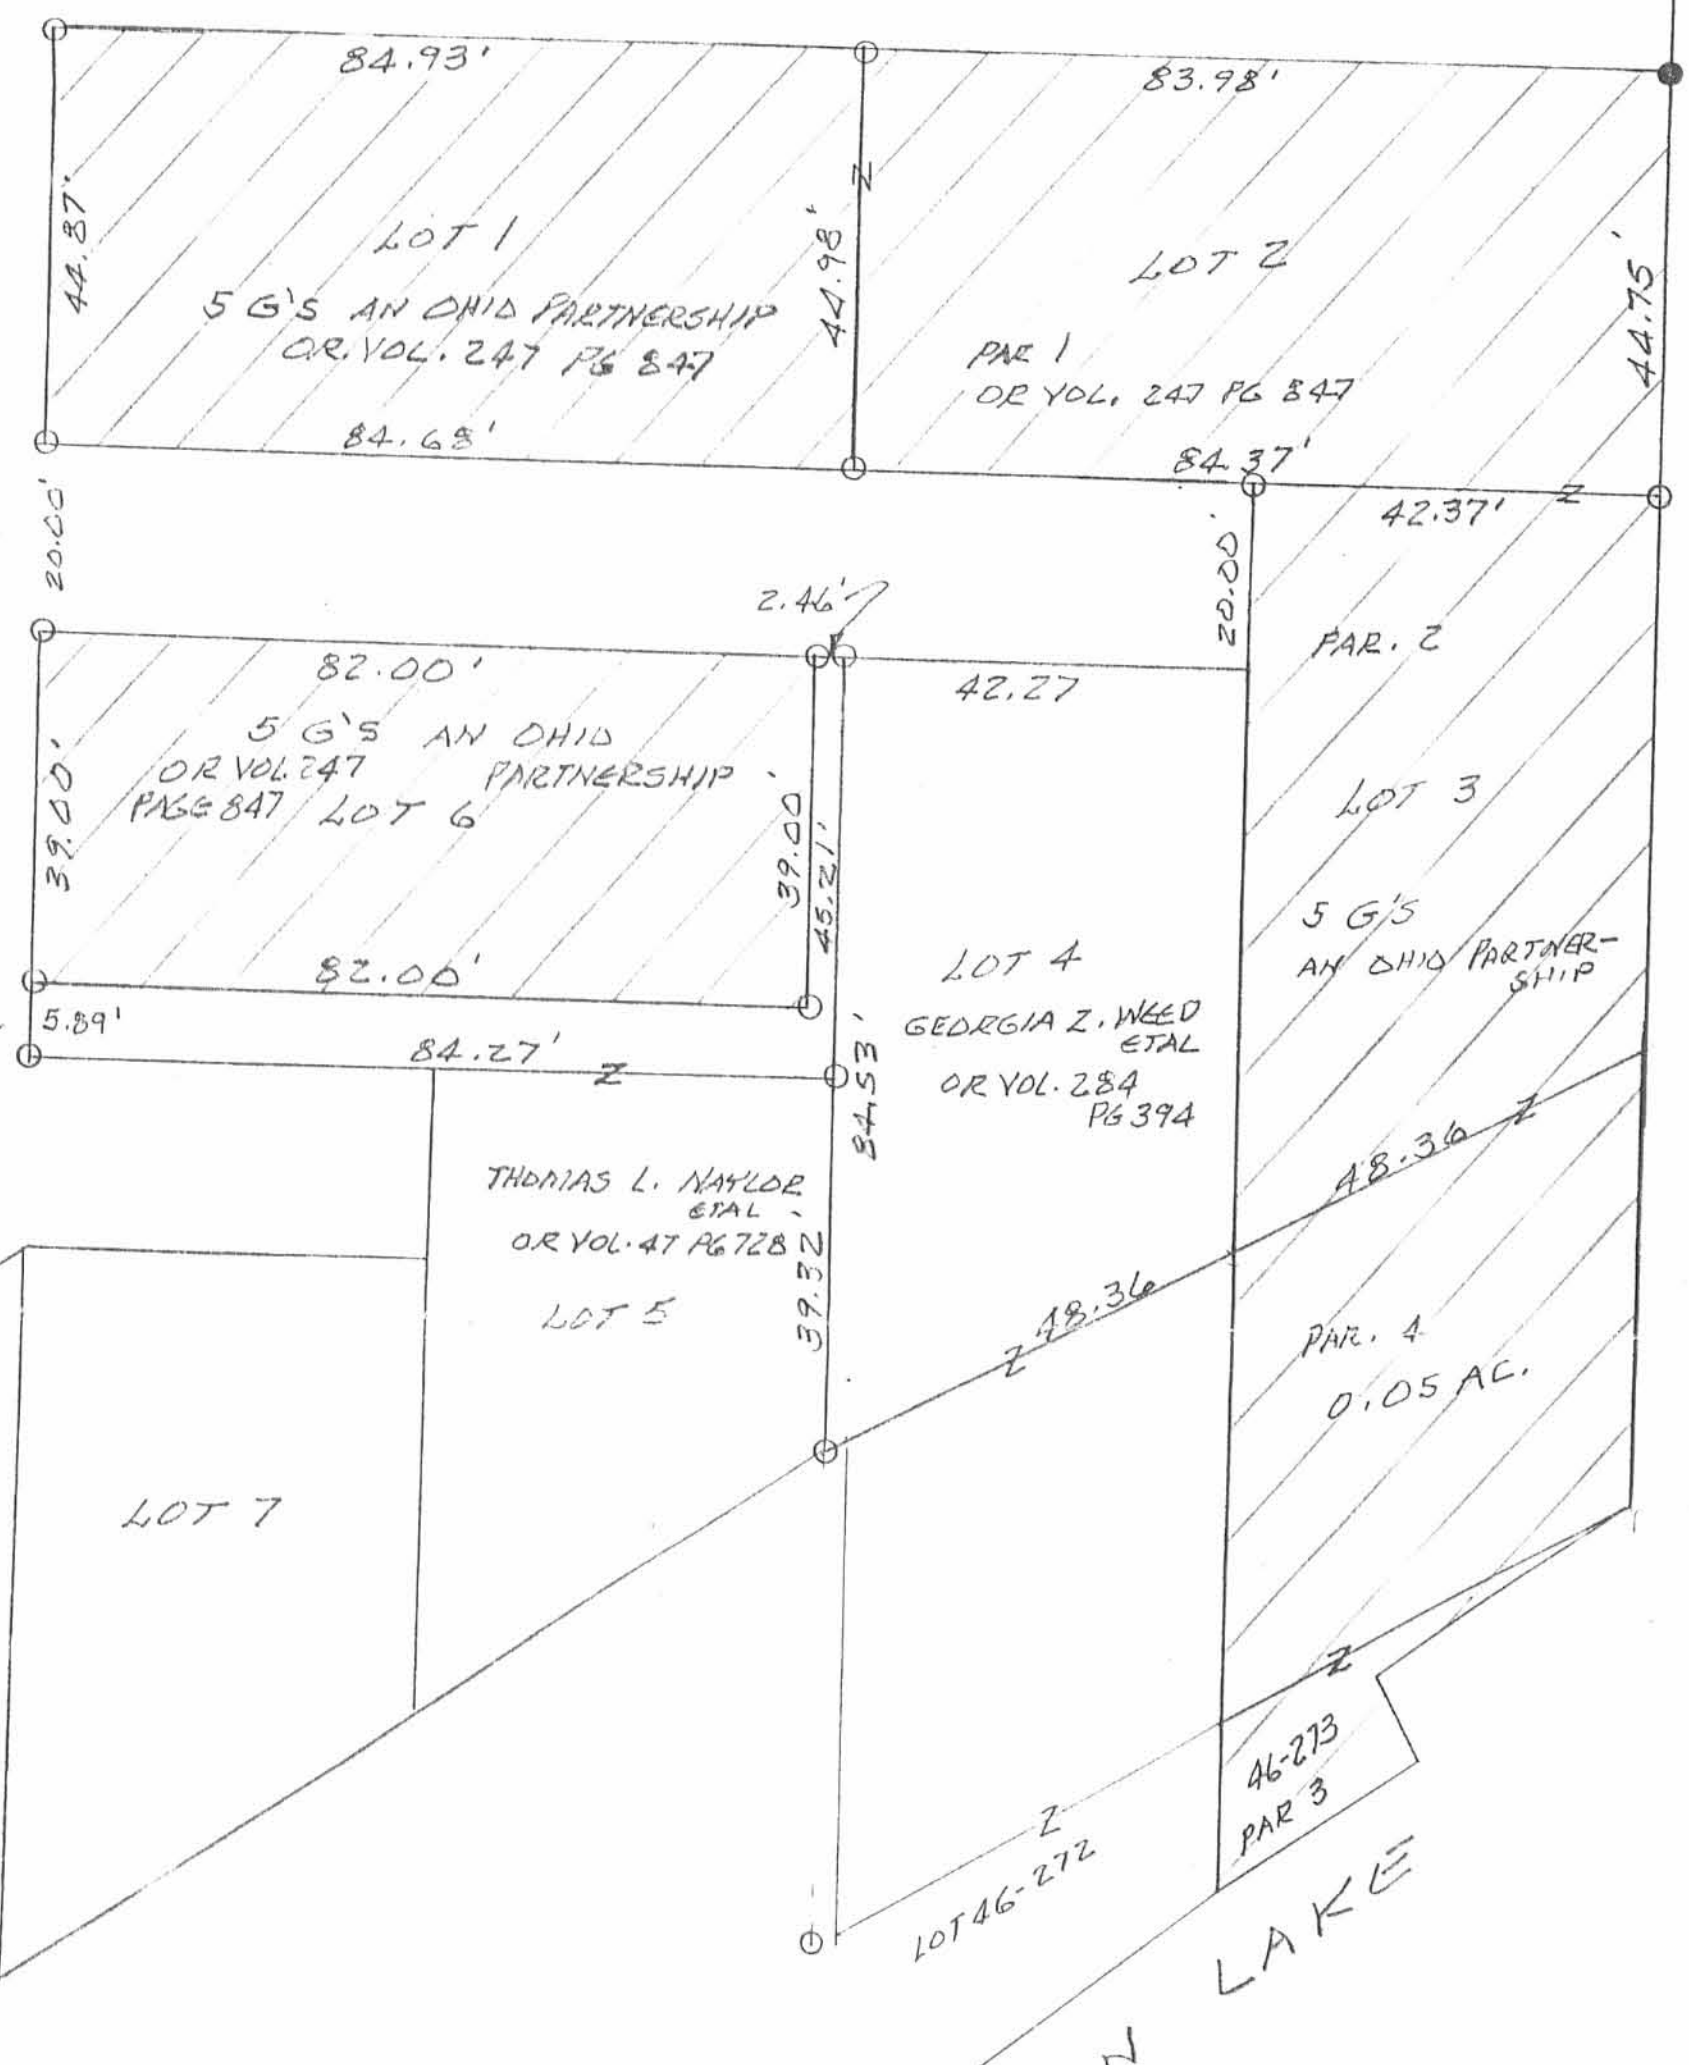 84.93'
83.98'
44.87'
LOT 1
44.98'
LOT 2
44.75'
5 G'S AN OHIO PARTNERSHIP
O.R. VOL. 247 PG 847
PAR 1
OR VOL. 247 PG 847
84.68'
84.37'
42.37'
20.00'
20.00'
2.46'
82.00'
42.27
PAR. 2
5 G'S AN OHIO
OR VOL 247 PARTNERSHIP
PAGE 847 LOT 6
39.00'
39.00'
45.21'
LOT 3
5 G'S
AN OHIO PARTNER-
SHIP
82.00'
LOT 4
GEORGIA Z. WEED
ETAL
OR VOL. 284
PG 394
5.89'
84.27'
Z
84.53'
48.36
Z
THOMAS L. NAYLOR
ETAL
OR VOL. 47 PG 728
39.32'
LOT 5
48.36
Z
PAR. 4
0.05 AC.
LOT 7
Z
46-273
PAR 3
Z
LOT 46-272
LAKE
N
Z
Z